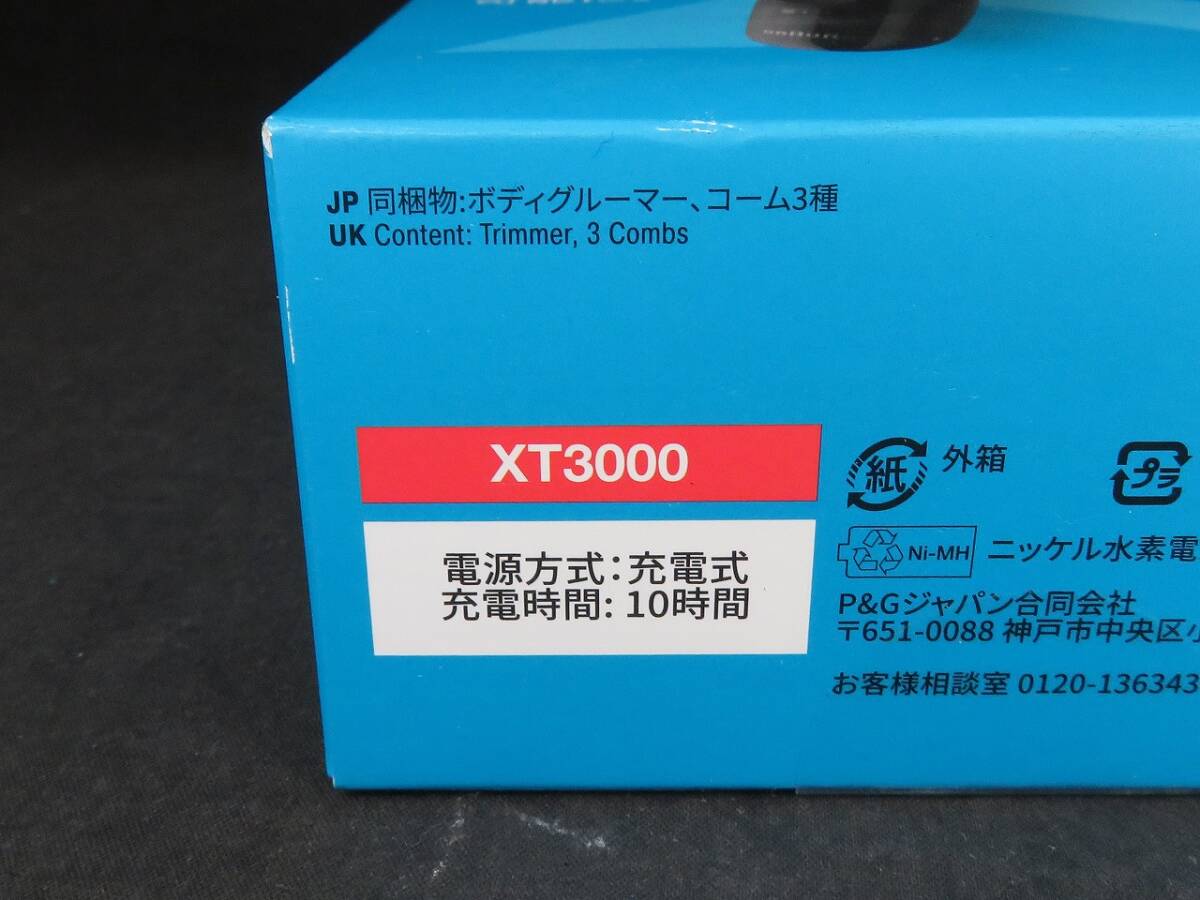 JP 同梱物:ボディグルーマー、コーム3種
UK Content: Trimmer, 3 Combs
XT3000
電源方式:充電式
充電時間: 10時間
紙 外箱
プラ
Ni-MH ニッケル水素電
P&Gジャパン合同会社
〒651-0088 神戸市中央区小
お客様相談室 0120-136343